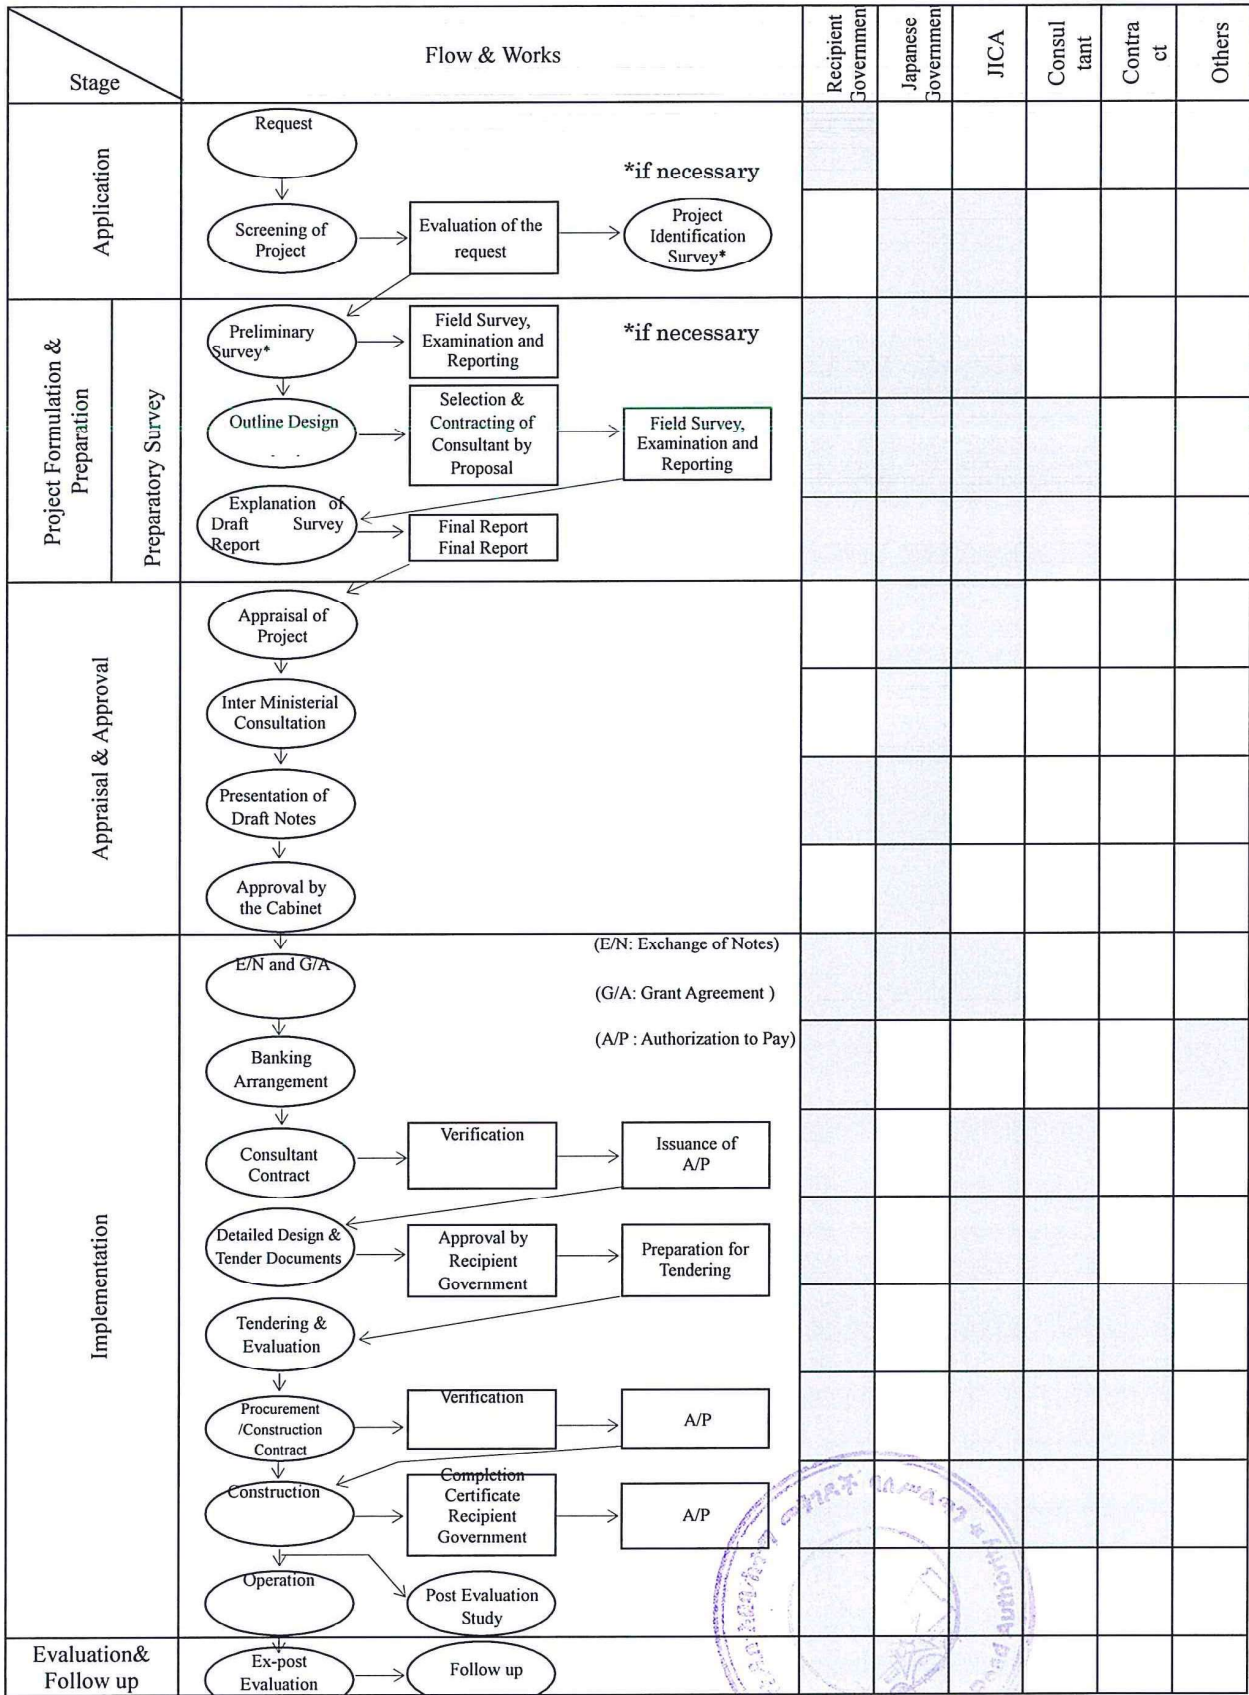 Stage
Flow & Works
Recipient
Governmen
Japanese
Governmen
JICA
Consul
tant
Contra
ct
Others
Application
Request
*if necessary
Screening of
Project
Evaluation of the
request
Project
Identification
Survey*
Project Formulation &
Preparation
Preparatory Survey
Preliminary
Survey*
Field Survey,
Examination and
Reporting
*if necessary
Outline Design
Selection &
Contracting of
Consultant by
Proposal
Field Survey,
Examination and
Reporting
Explanation of
Draft Survey
Report
Final Report
Final Report
Appraisal & Approval
Appraisal of
Project
Inter Ministerial
Consultation
Presentation of
Draft Notes
Approval by
the Cabinet
Implementation
E/N and G/A
(E/N: Exchange of Notes)
(G/A: Grant Agreement )
(A/P : Authorization to Pay)
Banking
Arrangement
Consultant
Contract
Verification
Issuance of
A/P
Detailed Design &
Tender Documents
Approval by
Recipient
Government
Preparation for
Tendering
Tendering &
Evaluation
Procurement
/Construction
Contract
Verification
A/P
Construction
Completion
Certificate
Recipient
Government
A/P
Operation
Post Evaluation
Study
Evaluation&
Follow up
Ex-post
Evaluation
Follow up
Authority